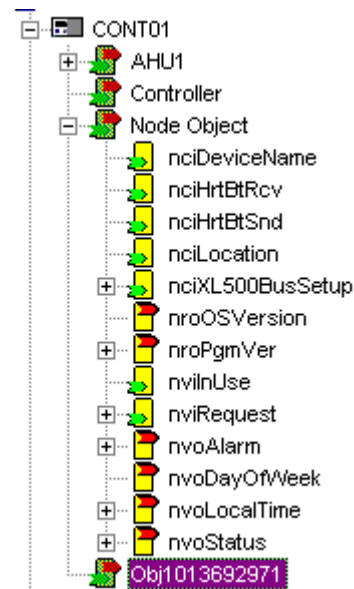 CONT01
AHU1
Controller
Node Object
nciDeviceName
nciHrtBtRcv
nciHrtBtSnd
nciLocation
nciXL500BusSetup
nroOSVersion
nroPgmVer
nviInUse
nviRequest
nvoAlarm
nvoDayOfWeek
nvoLocalTime
nvoStatus
Obj1013692971